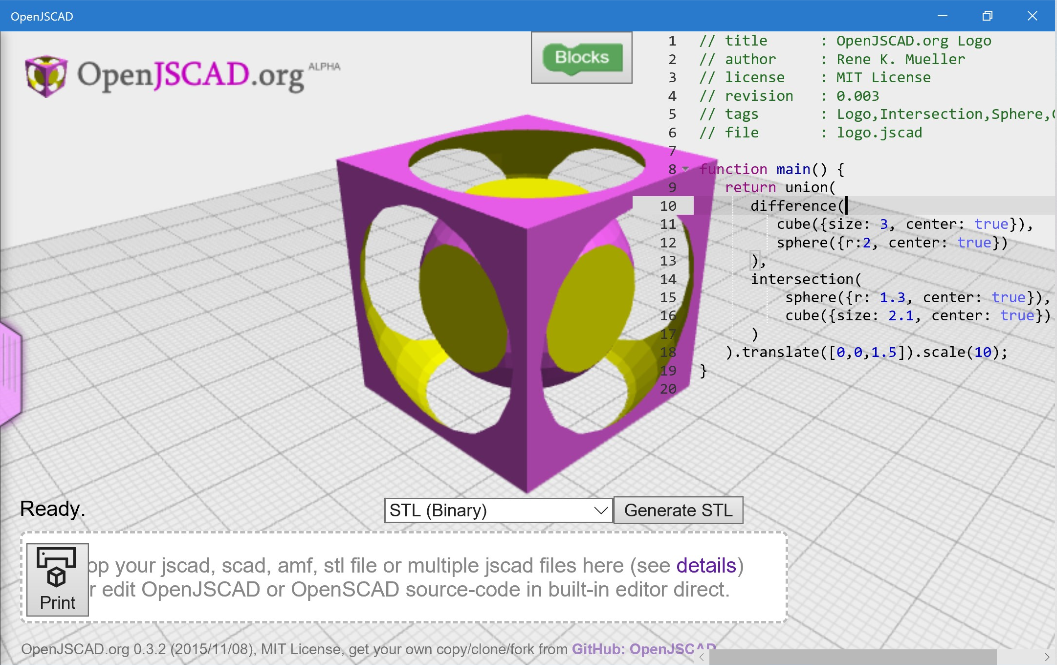 OpenJSCAD
OpenJSCAD.org ALPHA
Blocks
1 // title : OpenJSCAD.org Logo
2 // author : Rene K. Mueller
3 // license : MIT License
4 // revision : 0.003
5 // tags : Logo,Intersection,Sphere,
6 // file : logo.jscad
7
8 function main() {
9 return union(
10 difference(
11 cube({size: 3, center: true}),
12 sphere({r:2, center: true})
13 ),
14 intersection(
15 sphere({r: 1.3, center: true}),
16 cube({size: 2.1, center: true})
17 )
18 ).translate([0,0,1.5]).scale(10);
19 }
20
Ready.
STL (Binary)
Generate STL
op your jscad, scad, amf, stl file or multiple jscad files here (see details)
r edit OpenJSCAD or OpenSCAD source-code in built-in editor direct.
Print
OpenJSCAD.org 0.3.2 (2015/11/08), MIT License, get your own copy/clone/fork from GitHub: OpenJSCAD